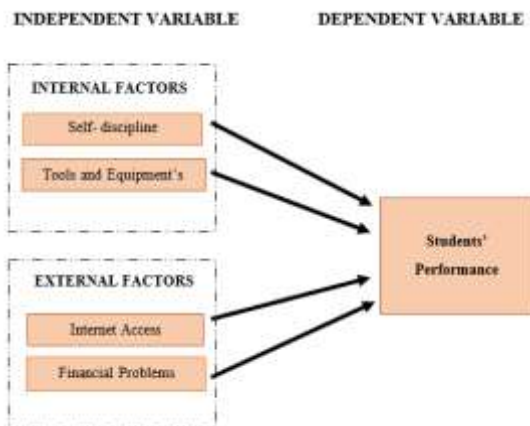 INDEPENDENT VARIABLE
DEPENDENT VARIABLE
INTERNAL FACTORS
Self- discipline
Tools and Equipment's
EXTERNAL FACTORS
Internet Access
Financial Problems
Students'
Performance